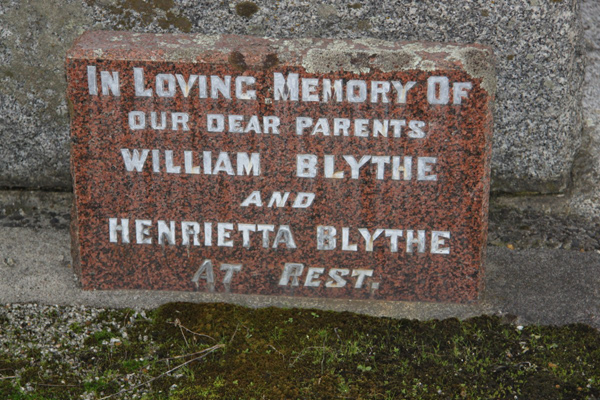 In Loving Memory Of
OUR DEAR PARENTS
WILLIAM BLYTHE
AND
HENRIETTA BLYTHE
At Rest.